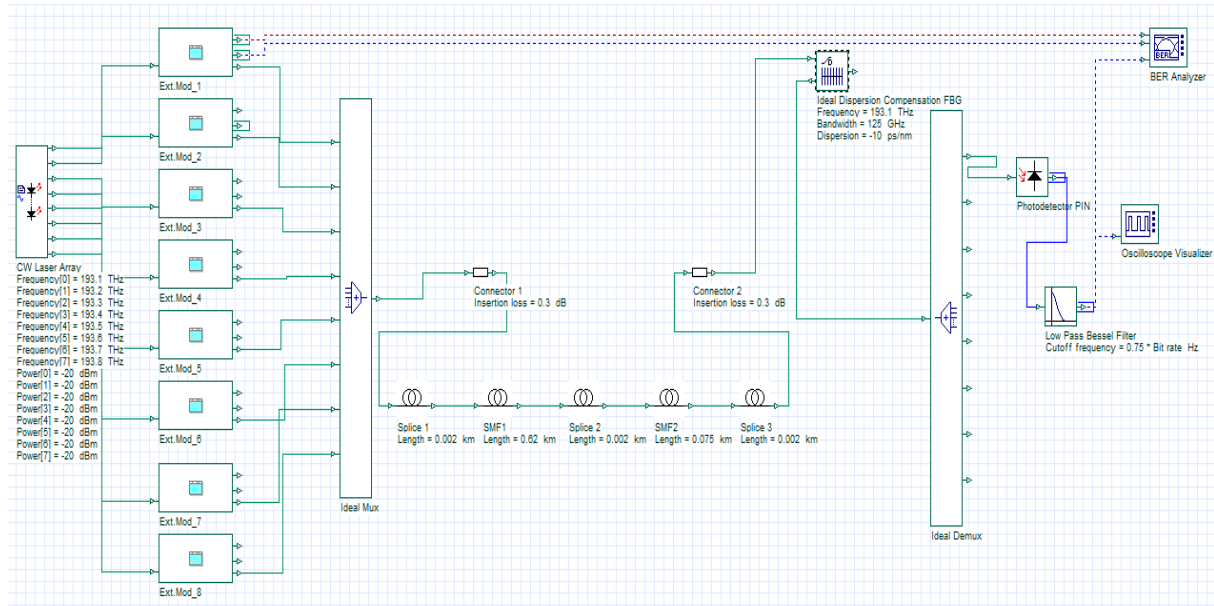 Ext.Mod_1
Ext.Mod_2
Ext.Mod_3
Ext.Mod_4
Ext.Mod_5
Ext.Mod_6
Ext.Mod_7
Ext.Mod_8
CW Laser Array
Frequency[0] = 193.1 THz
Frequency[1] = 193.2 THz
Frequency[2] = 193.3 THz
Frequency[3] = 193.4 THz
Frequency[4] = 193.5 THz
Frequency[5] = 193.6 THz
Frequency[6] = 193.7 THz
Frequency[7] = 193.8 THz
Power[0] = -20 dBm
Power[1] = -20 dBm
Power[2] = -20 dBm
Power[3] = -20 dBm
Power[4] = -20 dBm
Power[5] = -20 dBm
Power[6] = -20 dBm
Power[7] = -20 dBm
Ideal Mux
Connector 1
Insertion loss = 0.3 dB
Connector 2
Insertion loss = 0.3 dB
Splice 1
Length = 0.002 km
SMF1
Length = 0.62 km
Splice 2
Length = 0.002 km
SMF2
Length = 0.075 km
Splice 3
Length = 0.002 km
Ideal Dispersion Compensation FBG
Frequency = 193.1 THz
Bandwidth = 125 GHz
Dispersion = -10 ps/nm
Ideal Demux
Photodetector PIN
Low Pass Bessel Filter
Cutoff frequency = 0.75 * Bit rate Hz
Oscilloscope Visualizer
BER
BER Analyzer